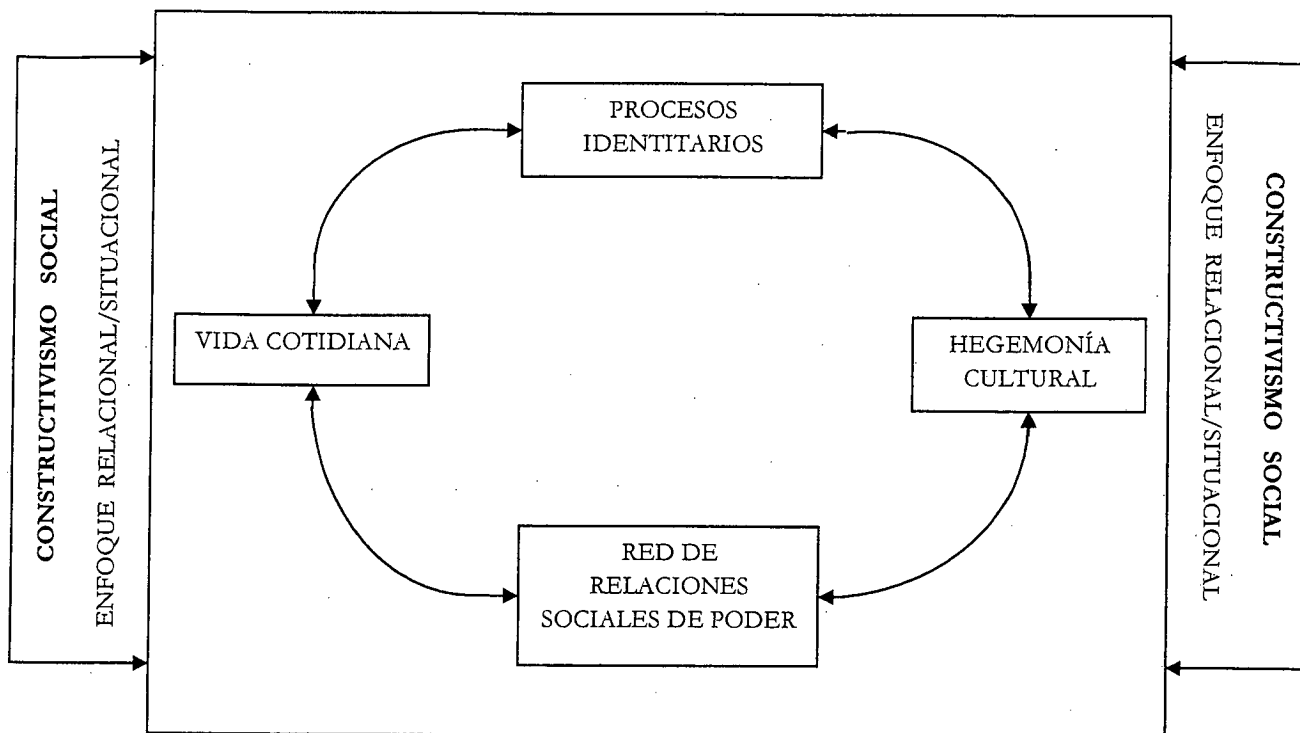 CONSTRUCTIVISMO SOCIAL
ENFOQUE RELACIONAL/SITUACIONAL
PROCESOS
IDENTITARIOS
VIDA COTIDIANA
HEGEMONÍA
CULTURAL
RED DE
RELACIONES
SOCIALES DE PODER
ENFOQUE RELACIONAL/SITUACIONAL
CONSTRUCTIVISMO SOCIAL